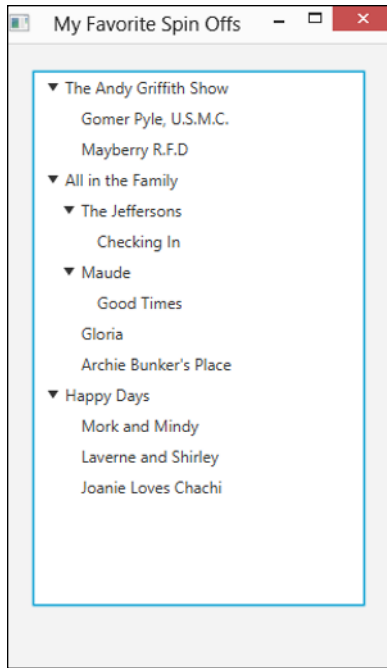 My Favorite Spin Offs
The Andy Griffith Show
Gomer Pyle, U.S.M.C.
Mayberry R.F.D
All in the Family
The Jeffersons
Checking In
Maude
Good Times
Gloria
Archie Bunker's Place
Happy Days
Mork and Mindy
Laverne and Shirley
Joanie Loves Chachi